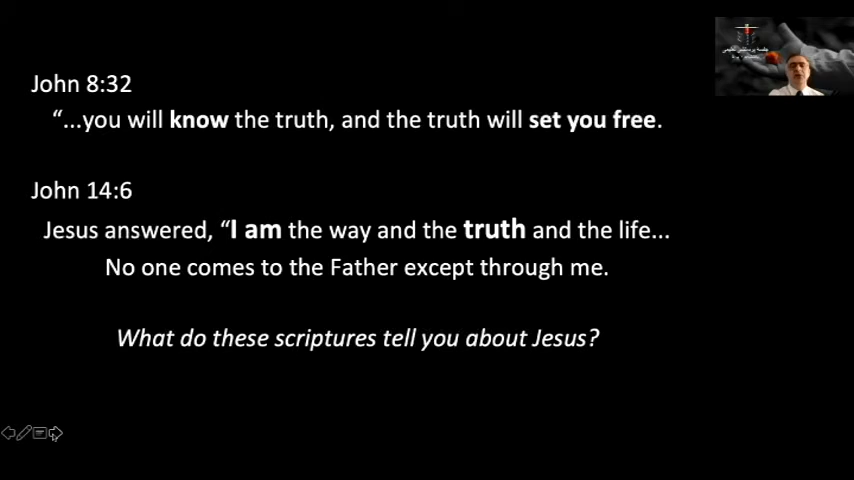 John 8:32
“...you will know the truth, and the truth will set you free.
John 14:6
Jesus answered, “I am the way and the truth and the life...
No one comes to the Father except through me.
What do these scriptures tell you about Jesus?